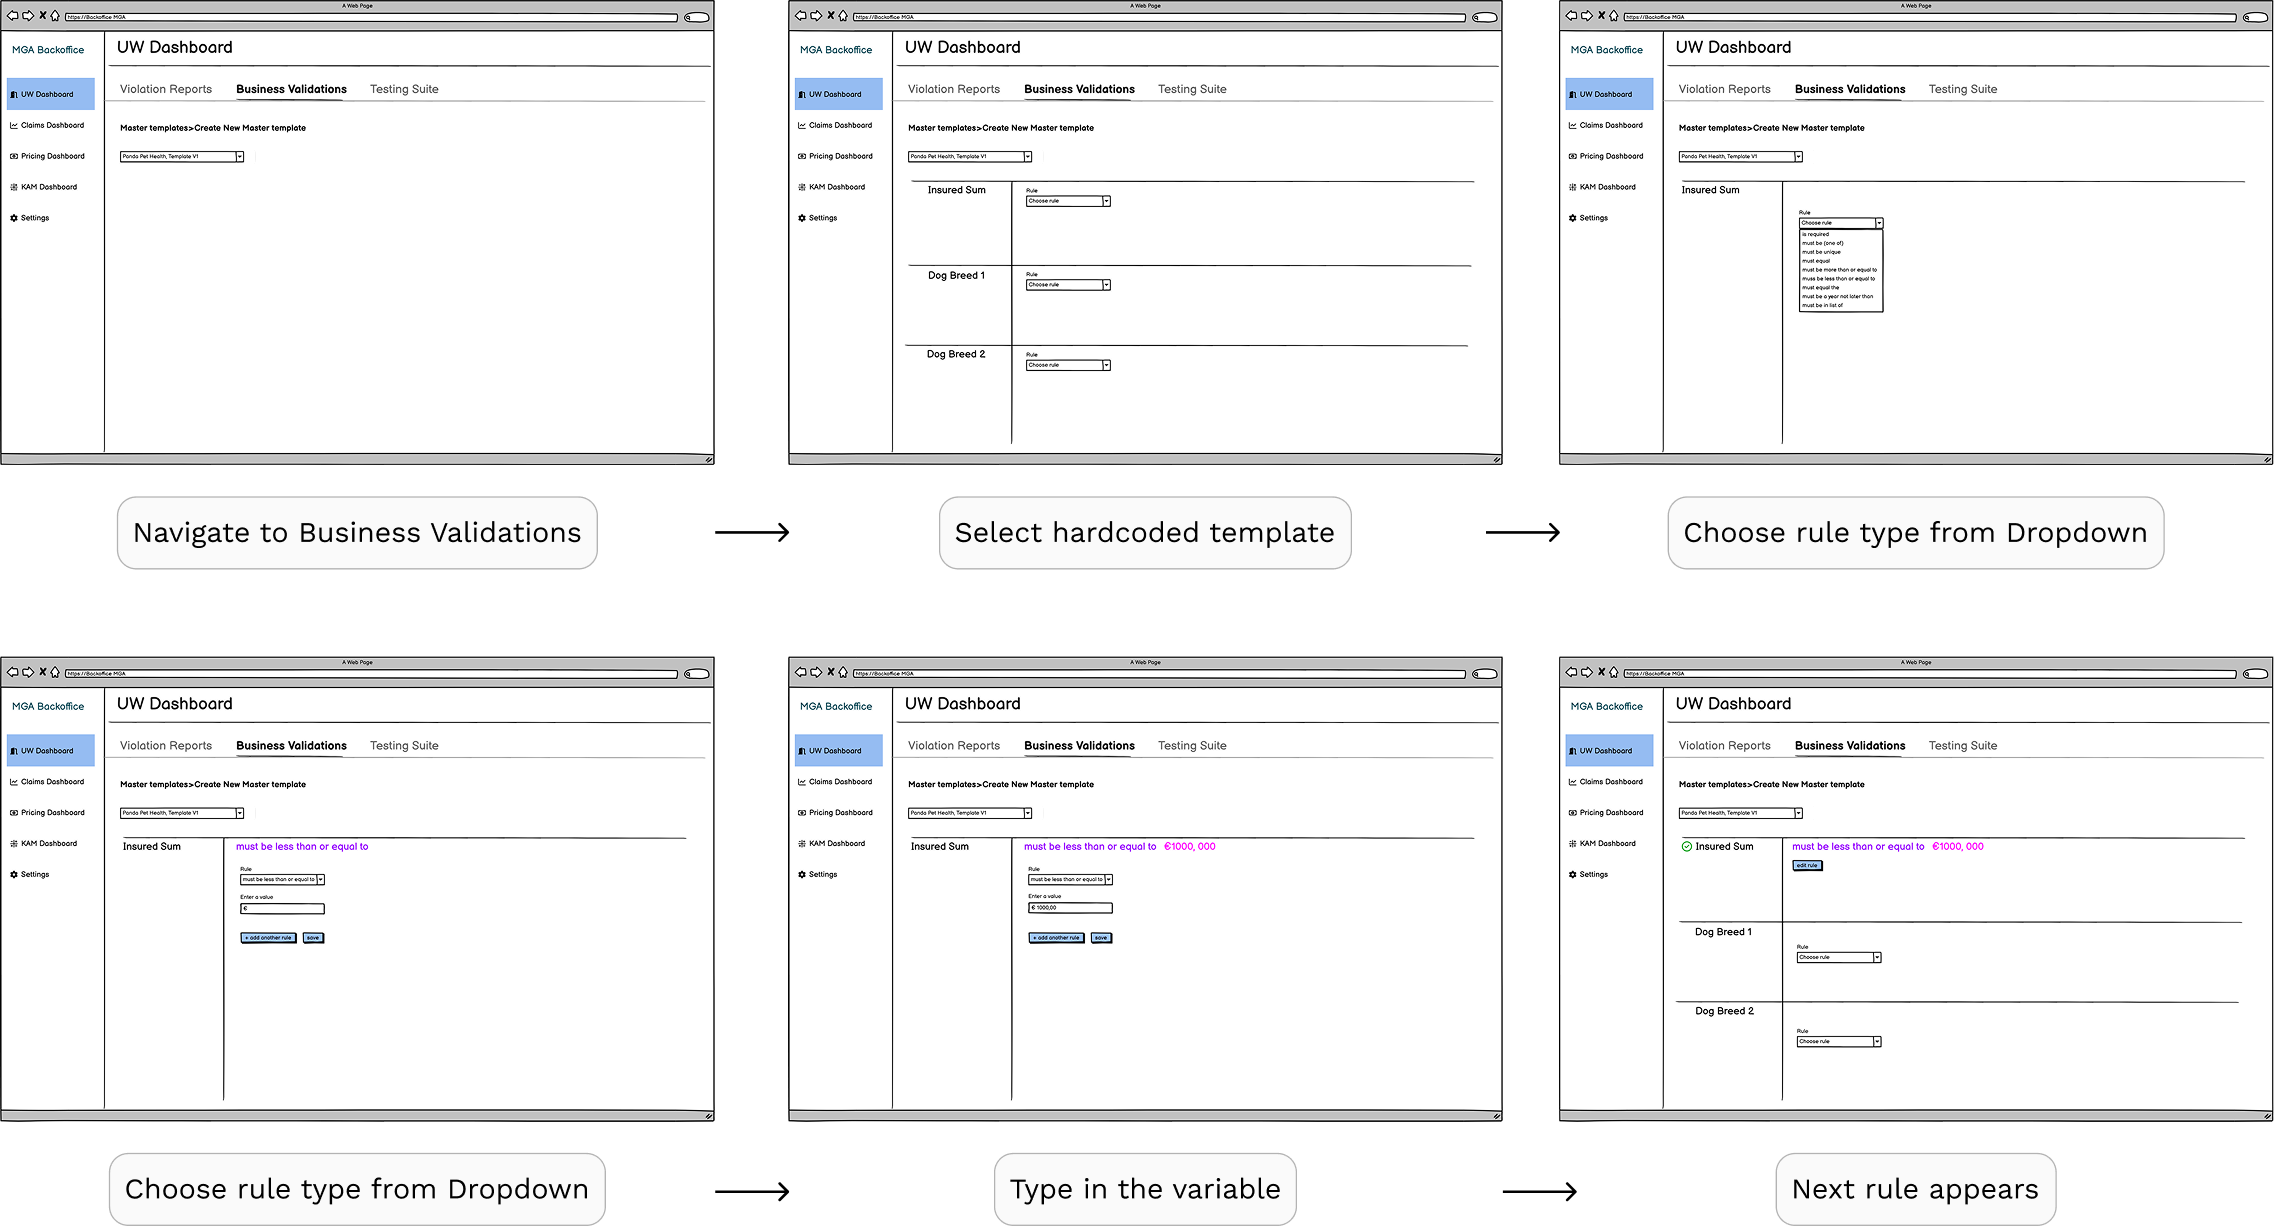 A Web Page
https://Backoffice MGA
MGA Backoffice
UW Dashboard
UW Dashboard
Claims Dashboard
Pricing Dashboard
KAM Dashboard
Settings
Violation Reports
Business Validations
Testing Suite
Master templates>Create New Master template
Panda Pet Health, Template V1
Navigate to Business Validations
A Web Page
https://Backoffice MGA
MGA Backoffice
UW Dashboard
UW Dashboard
Claims Dashboard
Pricing Dashboard
KAM Dashboard
Settings
Violation Reports
Business Validations
Testing Suite
Master templates>Create New Master template
Panda Pet Health, Template V1
Insured Sum
Rule
Choose rule
Dog Breed 1
Rule
Choose rule
Dog Breed 2
Rule
Choose rule
Select hardcoded template
A Web Page
https://Backoffice MGA
MGA Backoffice
UW Dashboard
UW Dashboard
Claims Dashboard
Pricing Dashboard
KAM Dashboard
Settings
Violation Reports
Business Validations
Testing Suite
Master templates>Create New Master template
Panda Pet Health, Template V1
Insured Sum
Rule
Choose rule
is required
must be (one of)
must be unique
must equal
must be more than or equal to
muss be less than or equal to
must equal the
must be a year not later than
must be in list of
Choose rule type from Dropdown
A Web Page
https://Backoffice MGA
MGA Backoffice
UW Dashboard
UW Dashboard
Claims Dashboard
Pricing Dashboard
KAM Dashboard
Settings
Violation Reports
Business Validations
Testing Suite
Master templates>Create New Master template
Panda Pet Health, Template V1
Insured Sum
must be less than or equal to
Rule
must be less than or equal to
Enter a value
€
+ add another rule
save
Choose rule type from Dropdown
A Web Page
https://Backoffice MGA
MGA Backoffice
UW Dashboard
UW Dashboard
Claims Dashboard
Pricing Dashboard
KAM Dashboard
Settings
Violation Reports
Business Validations
Testing Suite
Master templates>Create New Master template
Panda Pet Health, Template V1
Insured Sum
must be less than or equal to €1000, 000
Rule
must be less than or equal to
Enter a value
€ 1000,00
+ add another rule
save
Type in the variable
A Web Page
https://Backoffice MGA
MGA Backoffice
UW Dashboard
UW Dashboard
Claims Dashboard
Pricing Dashboard
KAM Dashboard
Settings
Violation Reports
Business Validations
Testing Suite
Master templates>Create New Master template
Panda Pet Health, Template V1
Insured Sum
must be less than or equal to €1000, 000
edit rule
Dog Breed 1
Rule
Choose rule
Dog Breed 2
Rule
Choose rule
Next rule appears